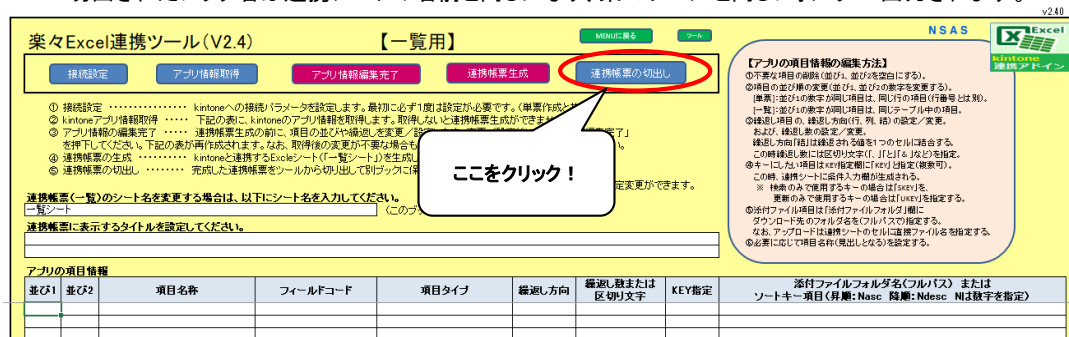 v2.40
楽々Excel連携ツール(V2.4)
【一覧用】
MENUに戻る
ツール
NSAS
Excel
kintone
連携アドイン
接続設定
アプリ情報取得
アプリ情報編集完了
連携帳票生成
連携帳票の切出し
① 接続設定 ・・・・・・・・・・・・・・ kintoneへの接続パラメータを設定します。最初に必ず1度は設定が必要です。(単票作成と
② kintoneアプリ情報取得 ・・・・・ 下記の表に、kintoneのアプリ情報を取得します。取得しないと連携帳票生成ができませ
③ アプリ情報の編集完了 ・・・・・ 連携帳票生成の前に、項目の並びや繰返し
を押下してください。下記の表が再作成されます。なお、取得後の変更が不要な場合も
④ 連携帳票の生成 ・・・・・・・・・ kintoneと連携するExcelシート(「一覧シート」)を生成し
⑤ 連携帳票の切出し ・・・・・・・・ 完成した連携帳票をツールから切り出して別ブックに保
定変更ができます。
ここをクリック!
連携帳票(一覧)のシート名を変更する場合は、以下にシート名を入力してください。
一覧シート
(このブ
連携帳票に表示するタイトルを設定してください。
【アプリの項目情報の編集方法】
①不要な項目の削除(並び1、並び2を空白にする)。
②項目の並び順の変更(並び1、並び2の数字を変更する)。
[単票]:並び1の数字が同じ項目は、同じ行の項目(行番号とは別)。
[一覧]:並び1の数字が同じ項目は、同じテーブル中の項目。
③繰返し項目の、繰返し方向(行、列、結)の設定/変更。
および、繰返し数の設定/変更。
繰返し方向「結」は繰返される値を1つのセルに結合する。
この時繰返し数には区切り文字(「、」「と」「& 」など)を指定。
④キーにしたい項目はKEY指定欄に「KEY」と指定(複数可)。
この時、連携シートに条件入力欄が生成される。
※ 検索のみで使用するキーの場合は「SKEY」を、
更新のみで使用するキーの場合は「UKEY」を指定する。
⑤添付ファイル項目は「添付ファイルフォルダ」欄に
ダウンロード先のフォルダ名を(フルパスで)指定する。
なお、アップロードは連携シートのセルに直接ファイル名を指定する。
⑥必要に応じて項目名称(見出しとなる)を設定する。
アプリの項目情報
並び1 並び2 項目名称 フィールドコード 項目タイプ 繰返し方向 繰返し数または区切り文字 KEY指定 添付ファイルフォルダ名(フルパス) または
ソートキー項目(昇順:Nasc 降順:Ndesc Nは数字を指定)